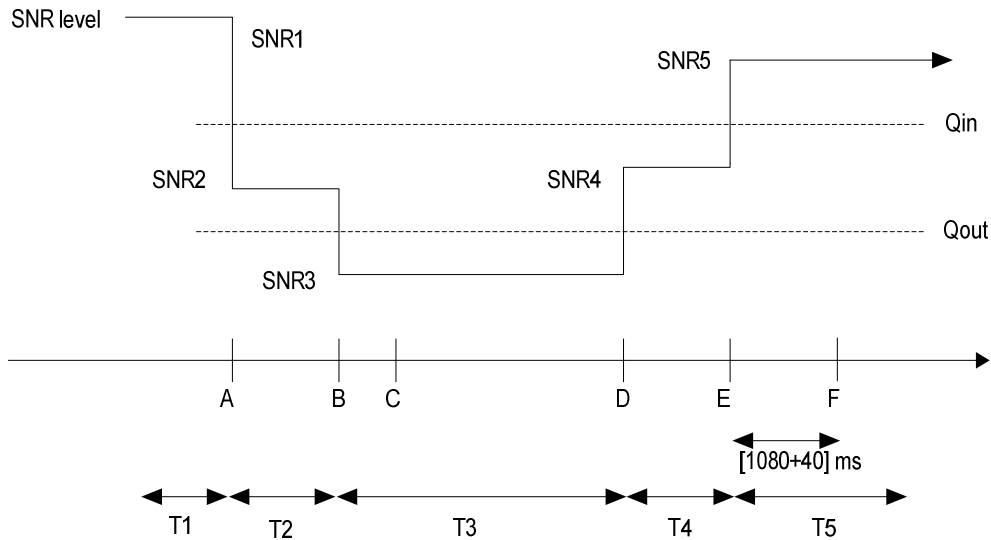 SNR level
SNR1
SNR5
Qin
SNR2
SNR4
Qout
SNR3
A
B
C
D
E
F
[1080+40] ms
T1
T2
T3
T4
T5